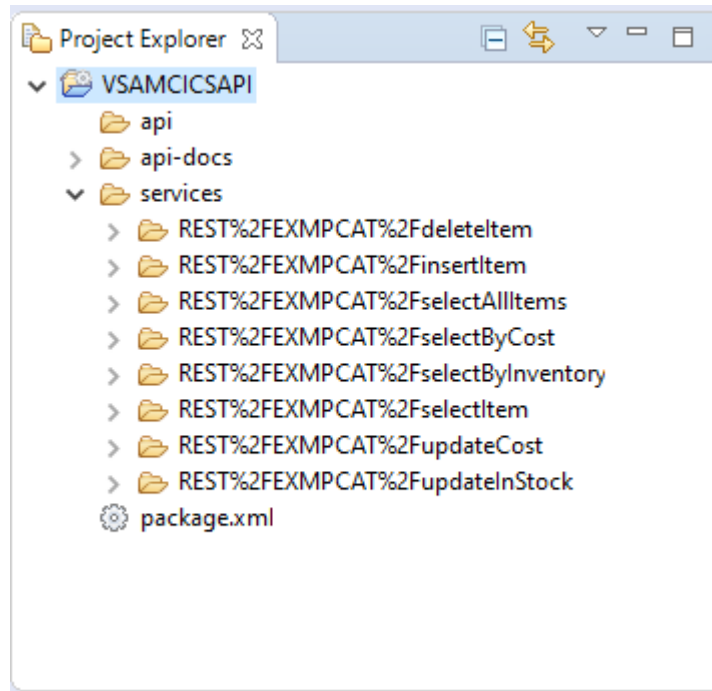 Project Explorer
VSAMCICSAPI
api
api-docs
services
REST%2FEXMPCAT%2FdeleteItem
REST%2FEXMPCAT%2FinsertItem
REST%2FEXMPCAT%2FselectAllItems
REST%2FEXMPCAT%2FselectByCost
REST%2FEXMPCAT%2FselectByInventory
REST%2FEXMPCAT%2FselectItem
REST%2FEXMPCAT%2FupdateCost
REST%2FEXMPCAT%2FupdateInStock
package.xml